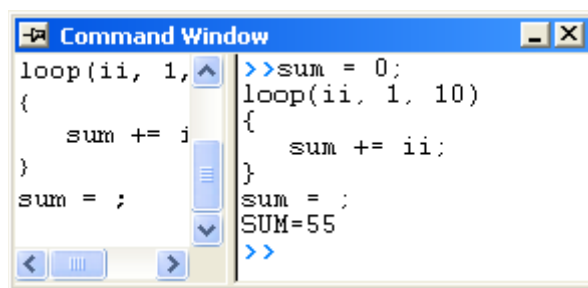 Command Window
loop(ii, 1,
{
sum += i
}
sum = ;
>>sum = 0;
loop(ii, 1, 10)
{
sum += ii;
}
sum = ;
SUM=55
>>